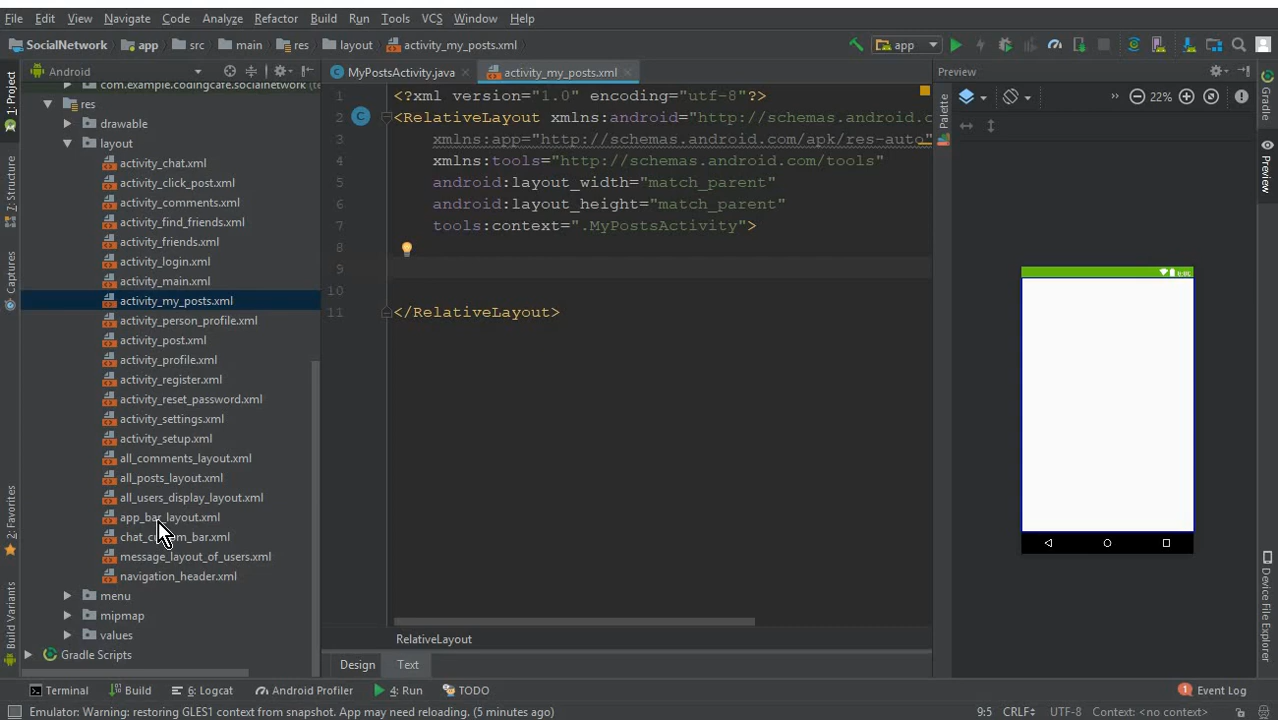 File Edit View Navigate Code Analyze Refactor Build Run Tools VCS Window Help
SocialNetwork app src main res layout activity_my_posts.xml app
Android MyPostsActivity.java activity_my_posts.xml Preview
1: Project
Z: Structure
Captures
2: Favorites
Build Variants
com.example.codingcafe.socialnetwork
res
drawable
layout
activity_chat.xml
activity_click_post.xml
activity_comments.xml
activity_find_friends.xml
activity_friends.xml
activity_login.xml
activity_main.xml
activity_my_posts.xml
activity_person_profile.xml
activity_post.xml
activity_profile.xml
activity_register.xml
activity_reset_password.xml
activity_settings.xml
activity_setup.xml
all_comments_layout.xml
all_posts_layout.xml
all_users_display_layout.xml
app_bar_layout.xml
message_layout_of_users.xml
navigation_header.xml
menu
mipmap
values
Gradle Scripts
1 <?xml version="1.0" encoding="utf-8"?>
2 <RelativeLayout xmlns:android="http://schemas.android.c
3 xmlns:app="http://schemas.android.com/apk/res-auto"
4 xmlns:tools="http://schemas.android.com/tools"
5 android:layout_width="match_parent"
6 android:layout_height="match_parent"
7 tools:context=".MyPostsActivity">
8
9
10
11 </RelativeLayout>
RelativeLayout
Design Text
Palette
22%
Gradle
Preview
Device File Explorer
Terminal Build 6: Logcat Android Profiler 4: Run TODO Event Log
Emulator: Warning: restoring GLES1 context from snapshot. App may need reloading. (5 minutes ago) 9:5 CRLF UTF-8 Context: <no context>